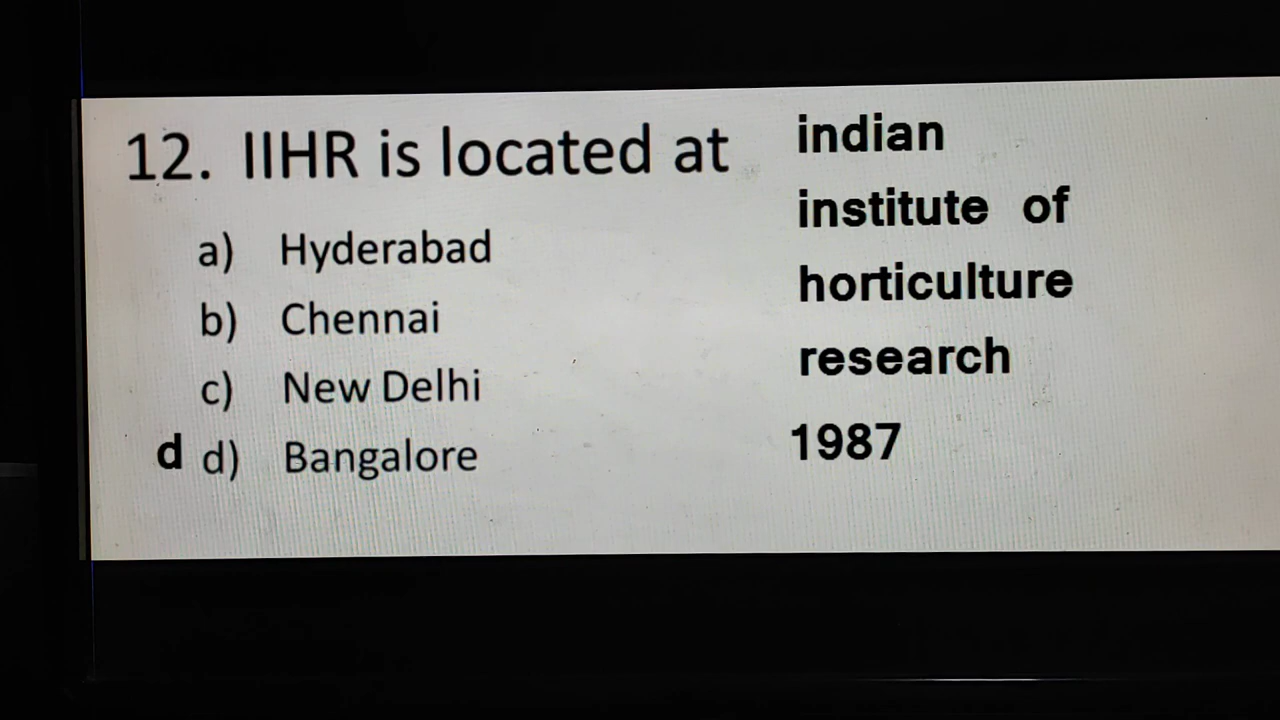 12. IIHR is located at
a) Hyderabad
b) Chennai
c) New Delhi
d d) Bangalore
indian
institute of
horticulture
research
1987